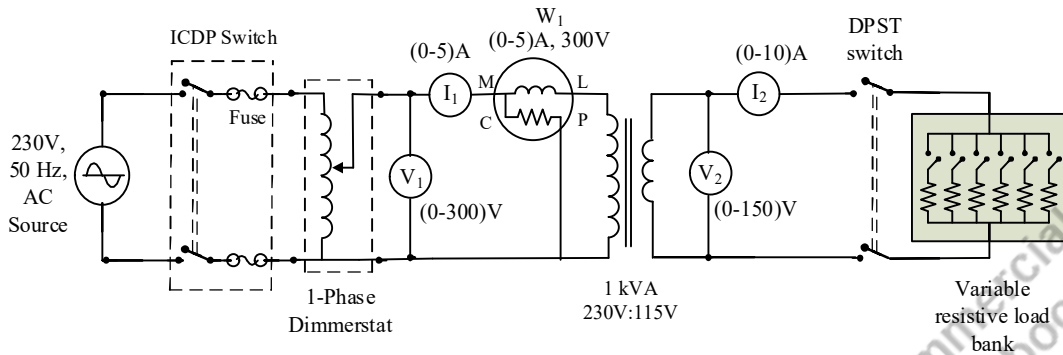 W1
(0-5)A, 300V
DPST
switch
ICDP Switch
(0-5)A
(0-10)A
M
L
I1
I2
C
P
Fuse
230V,
50 Hz,
AC
Source
V1
V2
(0-300)V
(0-150)V
1-Phase
Dimmerstat
1 kVA
230V:115V
Variable
resistive load
bank